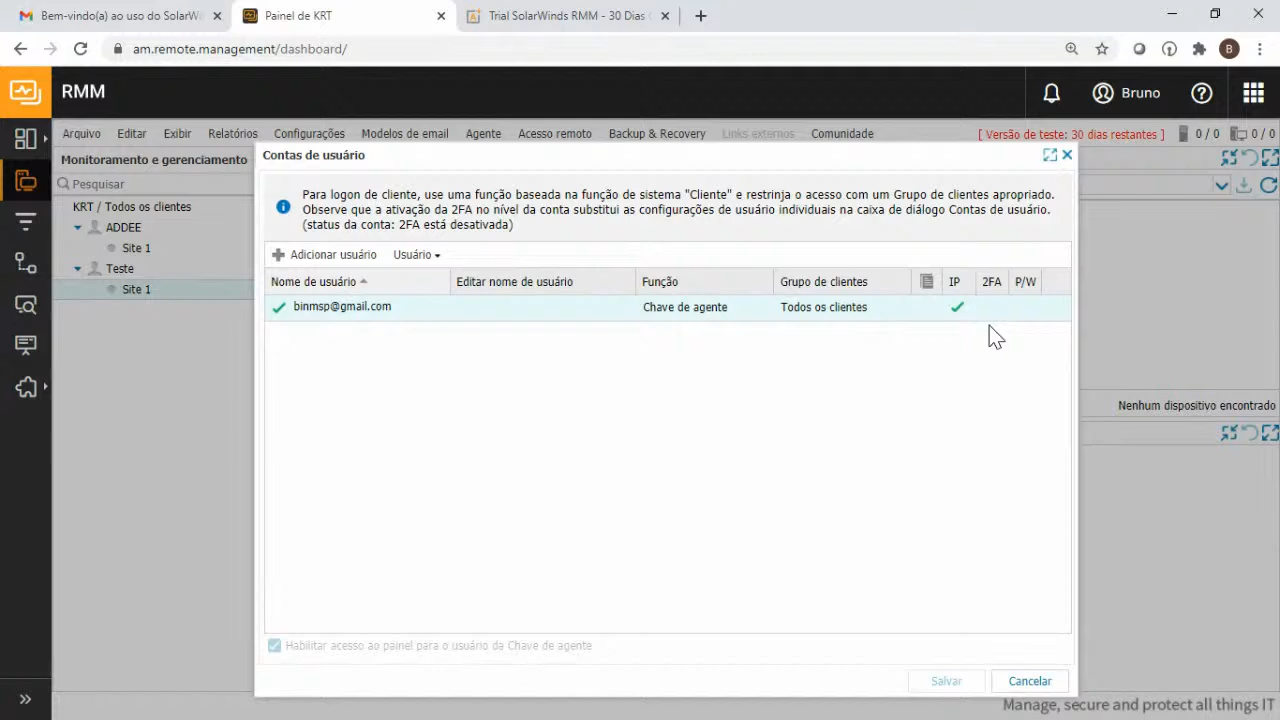 Bem-vindo(a) ao uso do SolarWi
Painel de KRT
Trial SolarWinds RMM - 30 Dias
am.remote.management/dashboard/
B
RMM
Bruno
Arquivo Editar Exibir Relatórios Configurações Modelos de email Agente Acesso remoto Backup & Recovery Links externos Comunidade [ Versão de teste: 30 dias restantes ] 0 / 0 0 / 0
Monitoramento e gerenciamento
Pesquisar
KRT / Todos os clientes
ADDEE
Site 1
Teste
Site 1
Contas de usuário
Para logon de cliente, use uma função baseada na função de sistema "Cliente" e restrinja o acesso com um Grupo de clientes apropriado.
Observe que a ativação da 2FA no nível da conta substitui as configurações de usuário individuais na caixa de diálogo Contas de usuário.
(status da conta: 2FA está desativada)
Adicionar usuário Usuário
Nome de usuário Editar nome de usuário Função Grupo de clientes IP 2FA P/W
binmsp@gmail.com Chave de agente Todos os clientes
Nenhum dispositivo encontrado
Habilitar acesso ao painel para o usuário da Chave de agente
Salvar Cancelar
Manage, secure and protect all things IT